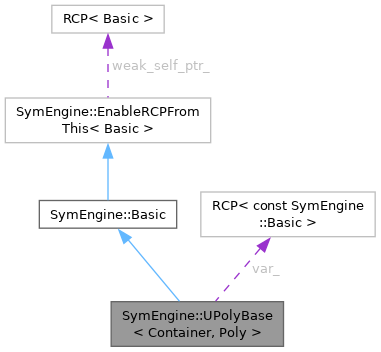 RCP< Basic >
weak_self_ptr_
SymEngine::EnableRCPFrom
This< Basic >
SymEngine::Basic
RCP< const SymEngine
::Basic >
var_
SymEngine::UPolyBase
< Container, Poly >